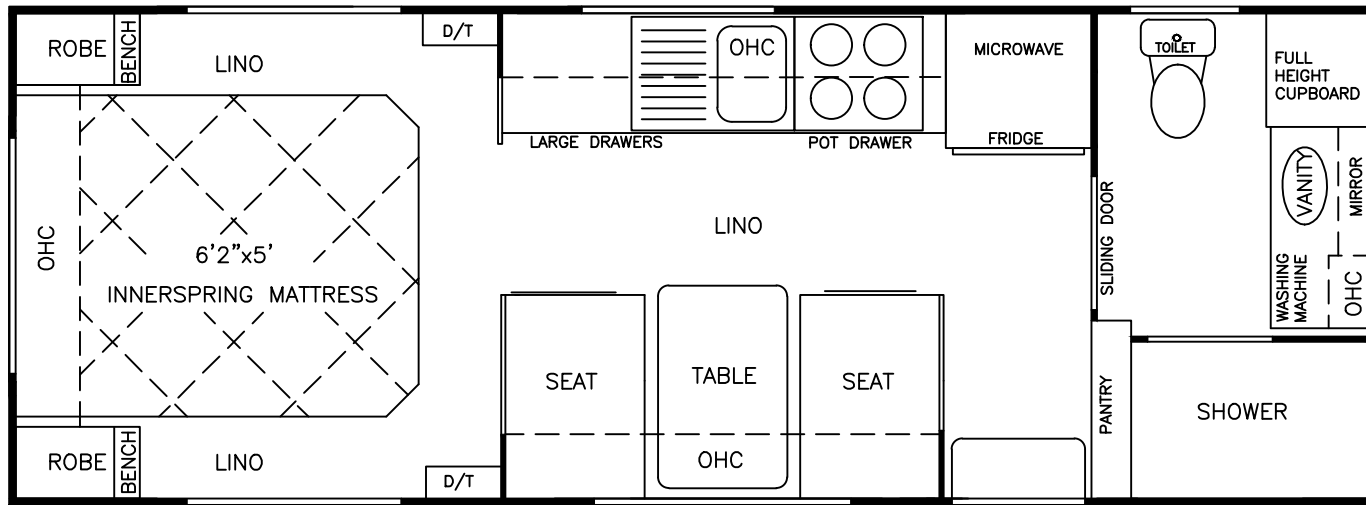 ROBE
BENCH
LINO
D/T
OHC
MICROWAVE
TOILET
FULL
HEIGHT
CUPBOARD
LARGE DRAWERS
POT DRAWER
FRIDGE
OHC
6'2"x5'
INNERSPRING MATTRESS
LINO
SLIDING DOOR
VANITY
MIRROR
WASHING
MACHINE
OHC
SEAT
TABLE
SEAT
PANTRY
SHOWER
ROBE
BENCH
LINO
D/T
OHC